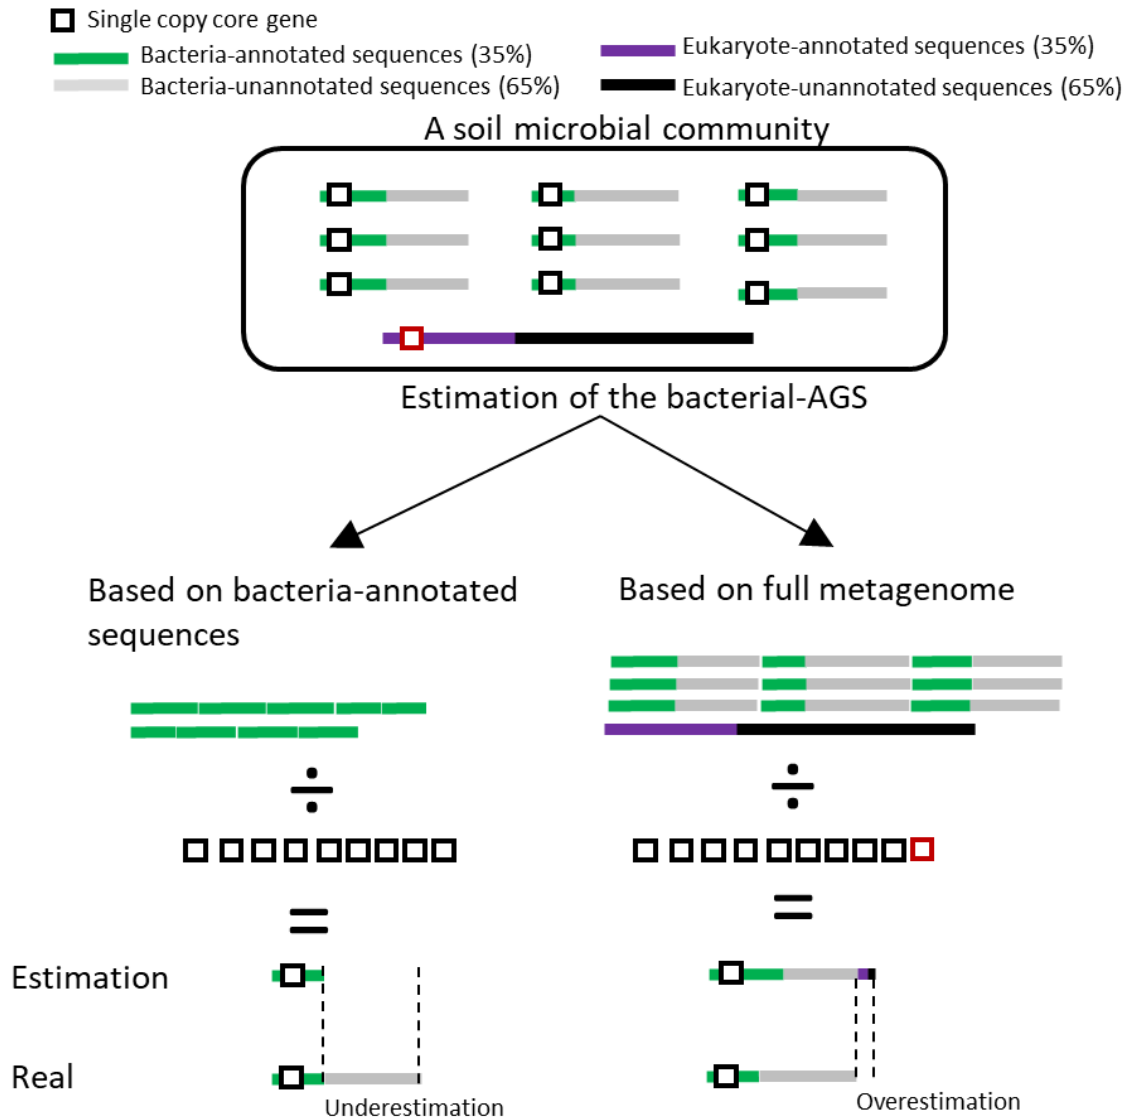 Single copy core gene
Bacteria-annotated sequences (35%)
Eukaryote-annotated sequences (35%)
Bacteria-unannotated sequences (65%)
Eukaryote-unannotated sequences (65%)
A soil microbial community
Estimation of the bacterial-AGS
Based on bacteria-annotated
sequences
Based on full metagenome
÷
÷
=
=
Estimation
Real
Underestimation
Overestimation